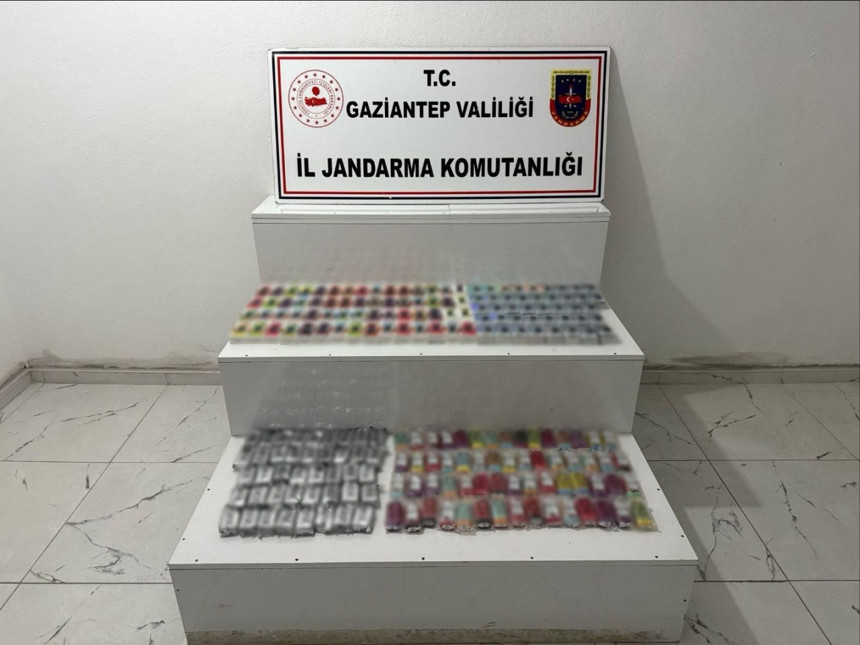 T.C.
GAZİANTEP VALİLİĞİ
İL JANDARMA KOMUTANLIĞI